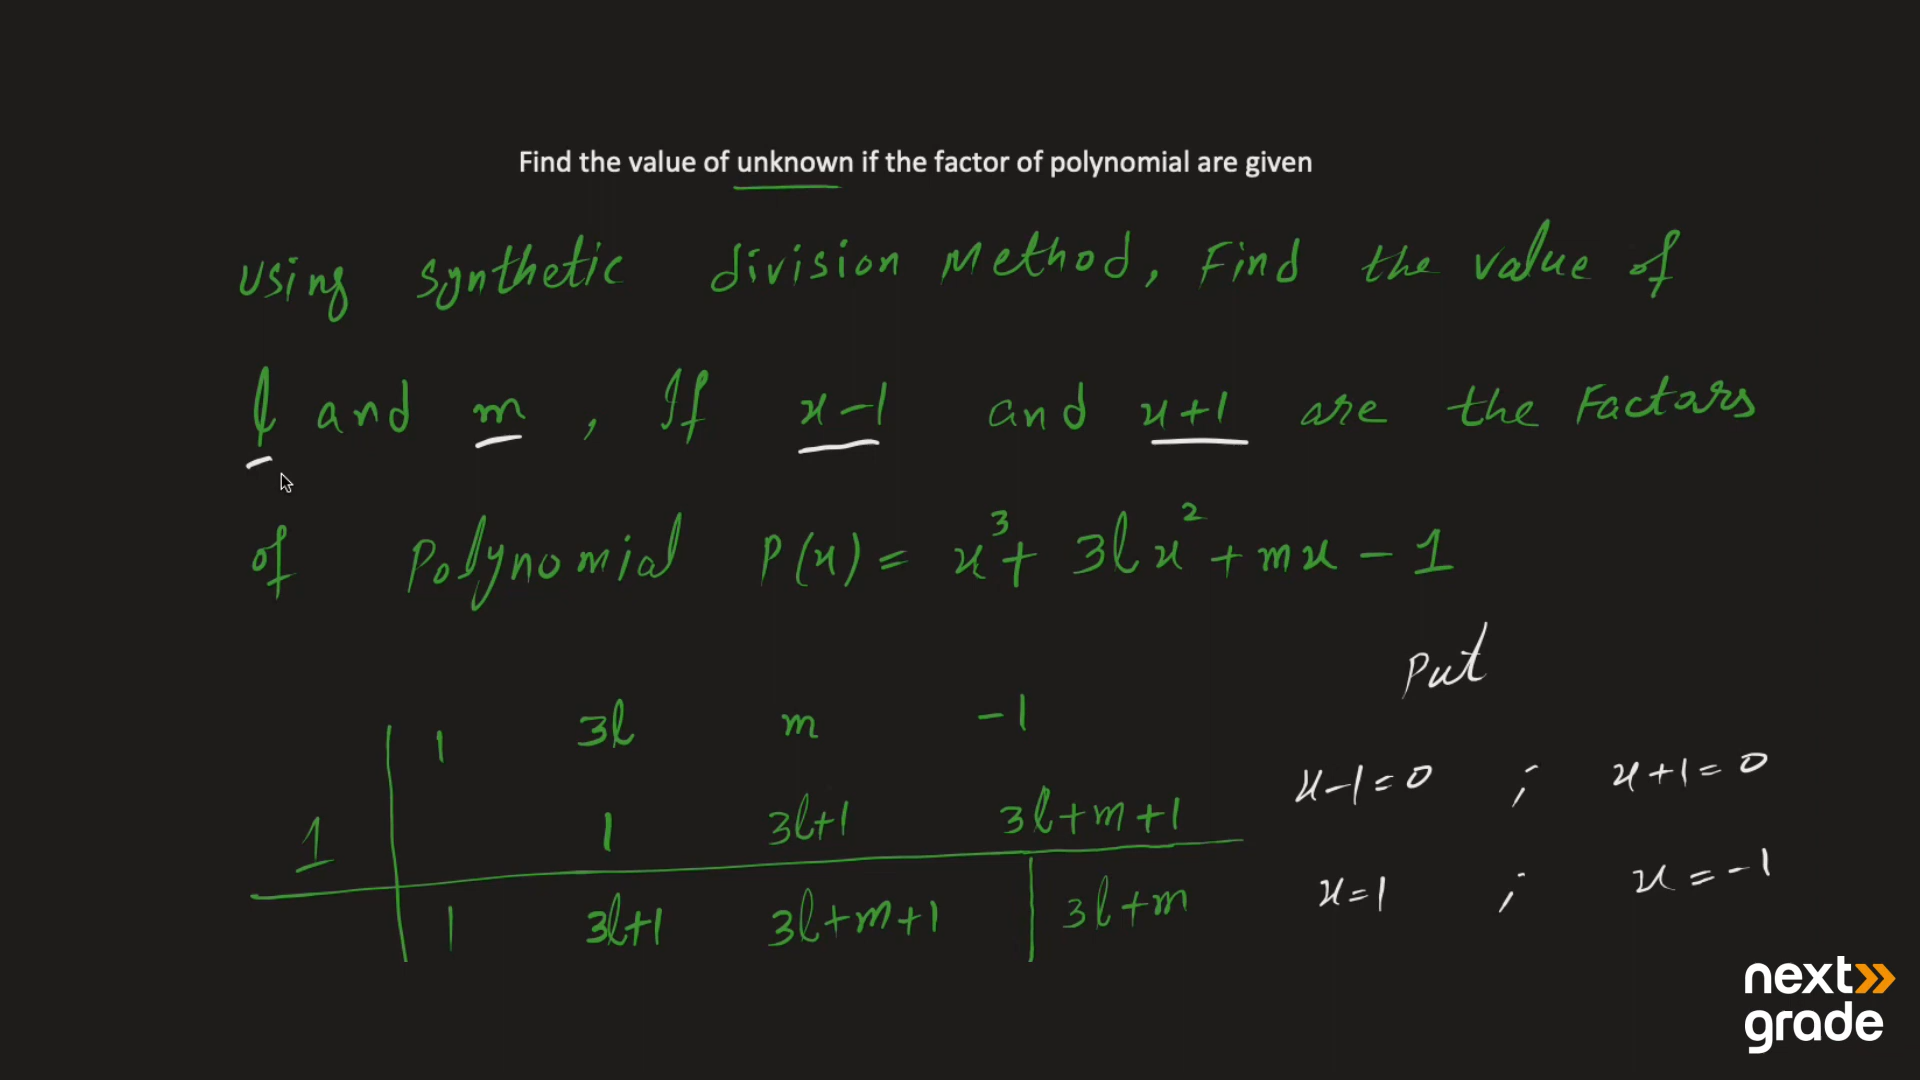 Find the value of unknown if the factor of polynomial are given
Using synthetic division Method, Find the value of
l and m, If x-1 and x+1 are the Factors
of Polynomial P(x) = x³ + 3lx² + mx - 1
Put
1 3l m -1
x-1=0 ; x+1=0
1 1 3l+1 3l+m+1
x=1 ; x=-1
1 3l+1 3l+m+1 3l+m
next
grade